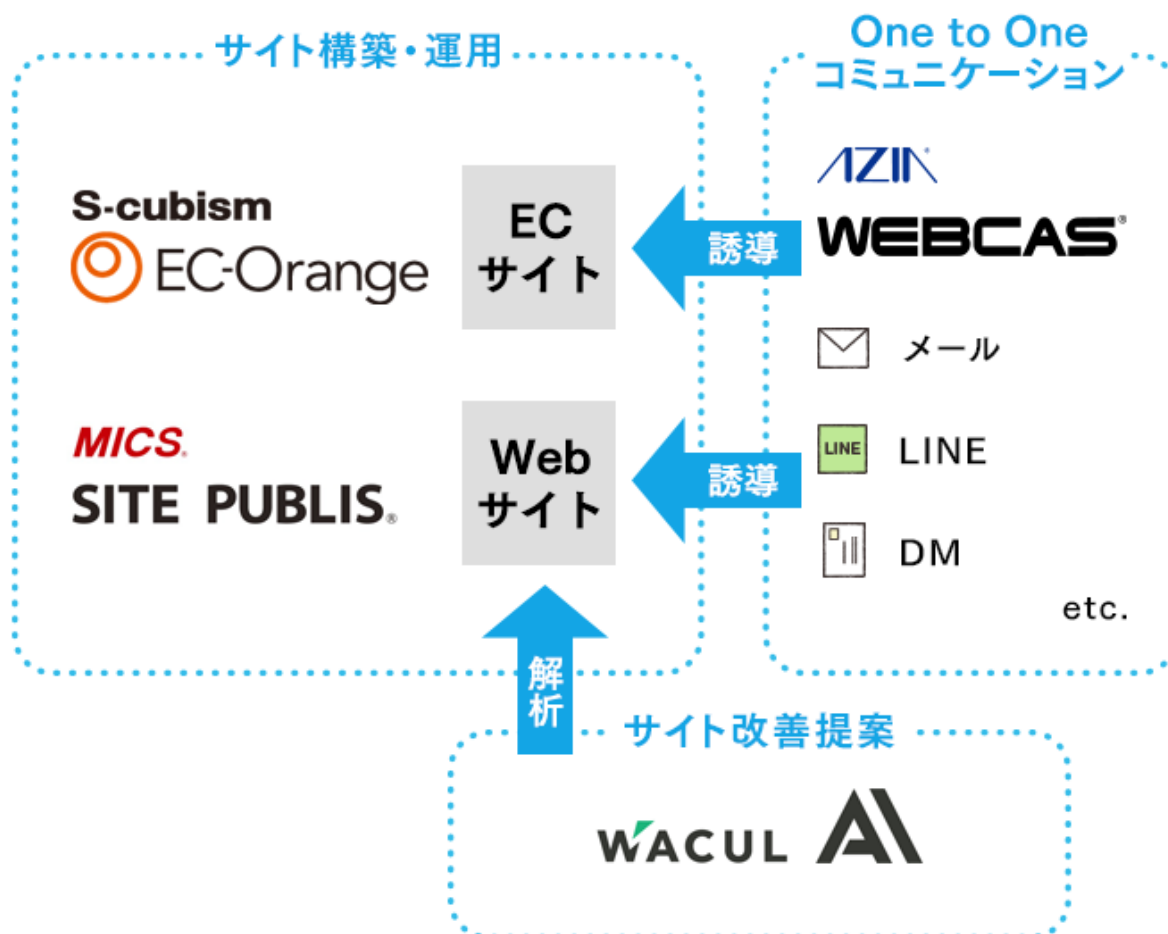 サイト構築・運用
S-cubism
EC-Orange
EC
サイト
MICS.
SITE PUBLIS®
Web
サイト
One to One
コミュニケーション
AZIA
WEBCAS®
誘導
メール
LINE
LINE
誘導
DM
etc.
解析
サイト改善提案
WACUL AI